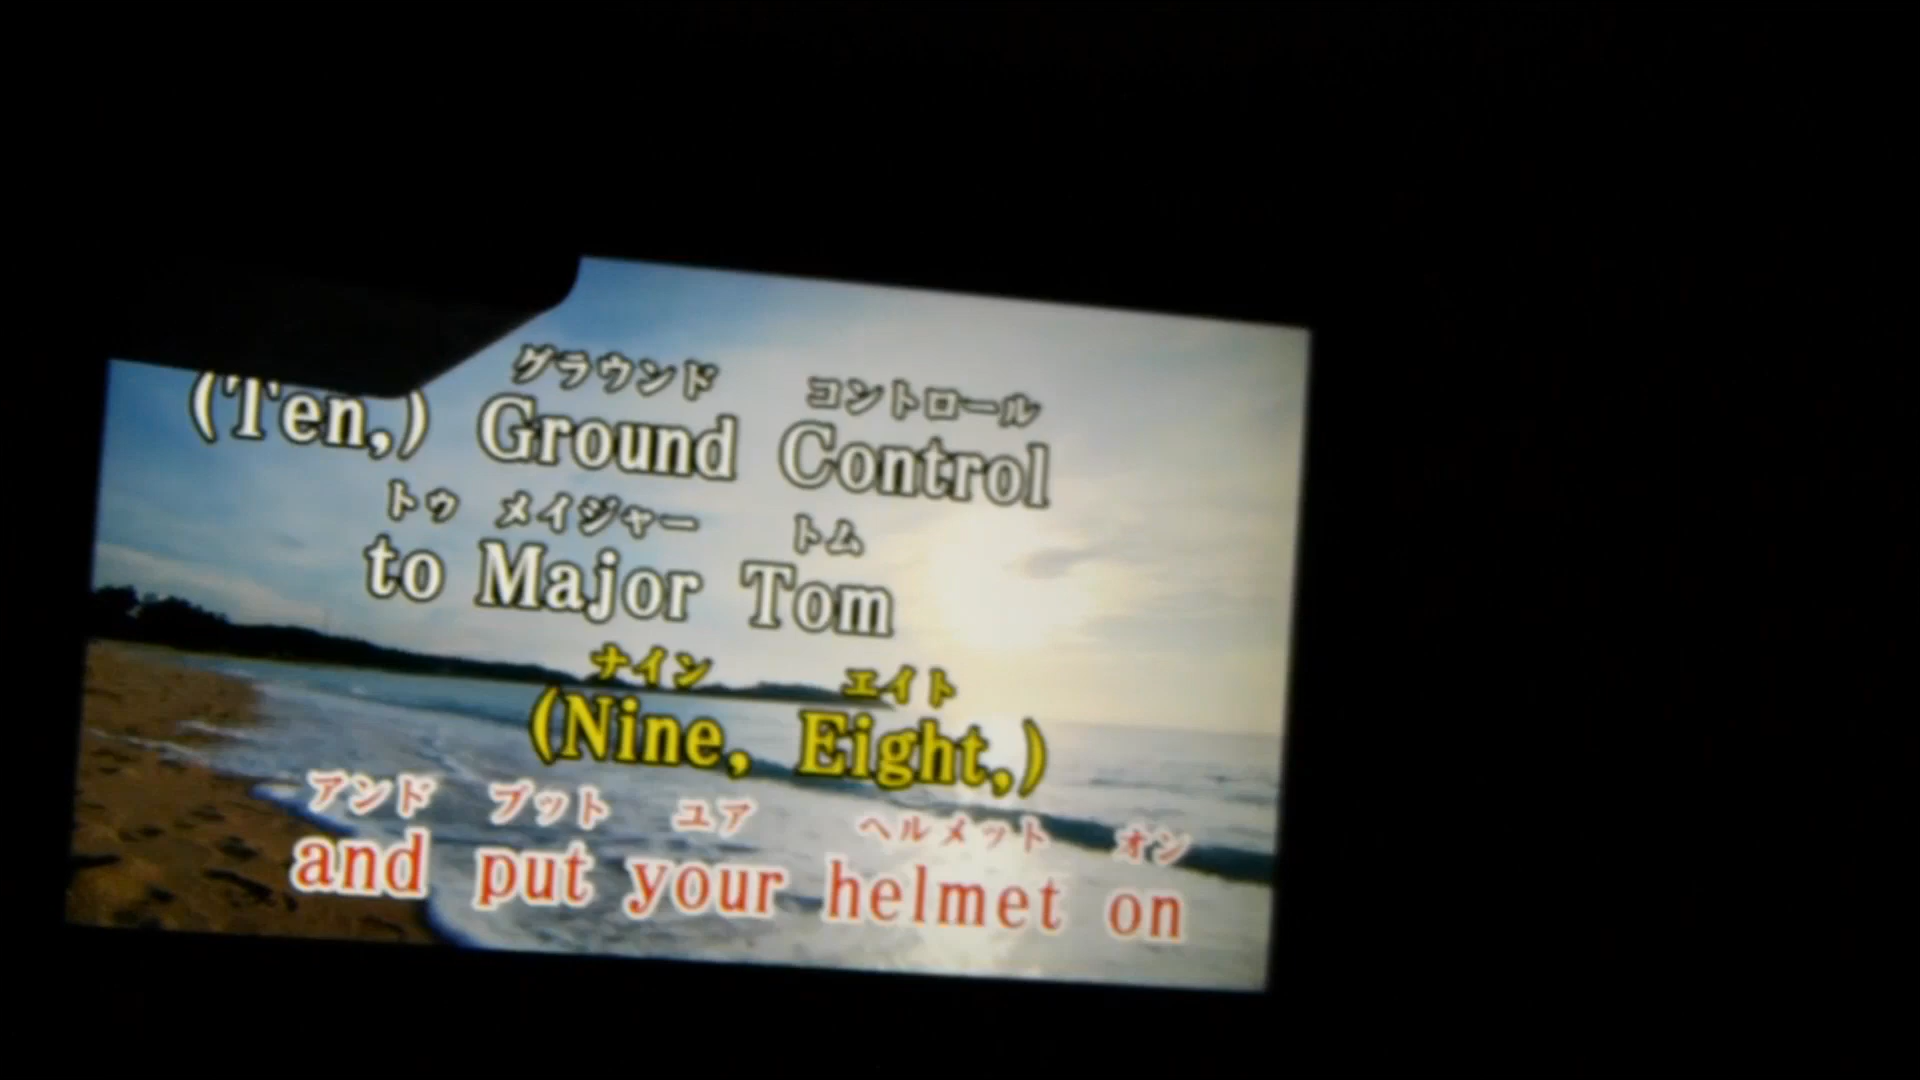 グラウンド コントロール
(Ten,) Ground Control
トゥ メイジャー トム
to Major Tom
ナイン エイト
(Nine, Eight,)
アンド プット ユア ヘルメット オン
and put your helmet on